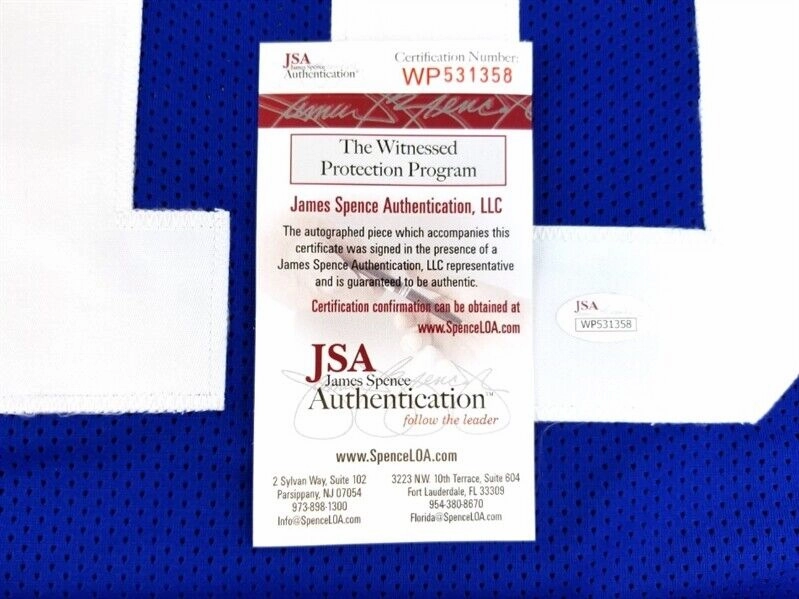 JSA
James Spence
Authentication
Certification Number:
WP531358
James Spence
The Witnessed
Protection Program
James Spence Authentication, LLC
The autographed piece which accompanies this
certificate was signed in the presence of a
James Spence Authentication, LLC representative
and is guaranteed to be authentic.
Certification confirmation can be obtained at
www.SpenceLOA.com
JSA
James Spence
Authentication™
follow the leader
www.SpenceLOA.com
2 Sylvan Way, Suite 102
Parsippany, NJ 07054
973-898-1300
Info@SpenceLOA.com
3223 N.W. 10th Terrace, Suite 604
Fort Lauderdale, FL 33309
954-380-8670
Florida@SpenceLOA.com
JSA
WP531358